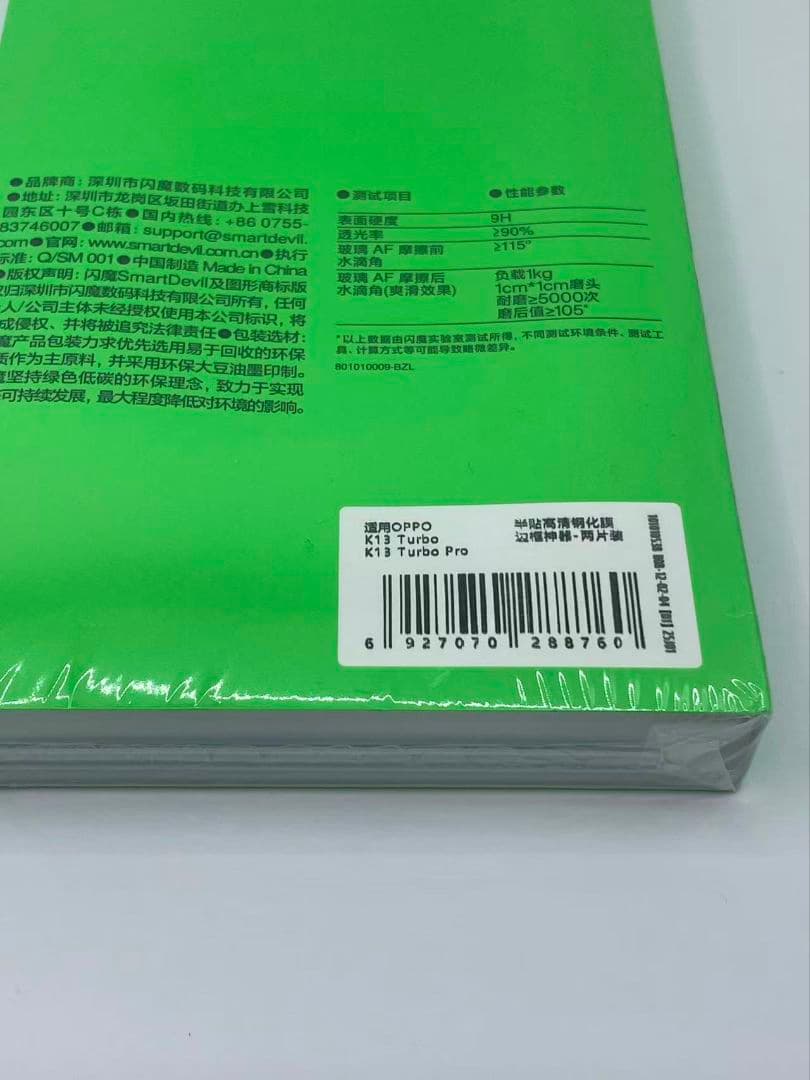 ●品牌商：深圳市闪魔数码科技有限公司
●地址：深圳市龙岗区坂田街道办上雪科技
园东区十号C栋●国内热线：+86 0755-
83746007●邮箱：support@smartdevil.
com●官网：www.smartdevil.com.cn●执行
标准：Q/SM 001●中国制造 Made in China
●版权声明：闪魔SmartDevil及图形商标版
权归深圳市闪魔数码科技有限公司所有，任何
人/公司主体未经授权使用本公司标识，将
成侵权、并将被追究法律责任●包装选材：
魔产品包装力求优先选用易于回收的环保
质作为主原料，并采用环保大豆油墨印制。
魔坚持绿色低碳的环保理念，致力于实现
可持续发展，最大程度降低对环境的影响。
●测试项目 ●性能参数
表面硬度 9H
透光率 ≥90%
玻璃 AF 摩擦前 ≥115°
水滴角
玻璃 AF 摩擦后 负载1kg
水滴角(爽滑效果) 1cm*1cm磨头
耐磨≥5000次
磨后值≥105°
*以上数据由闪魔实验室测试所得，不同测试环境条件、测试工
具、计算方式等可能导致略微差异。
801010009-BZL
适用OPPO 半贴高清钢化膜
K13 Turbo 边框神器-两片装
K13 Turbo Pro
6 927070 288760